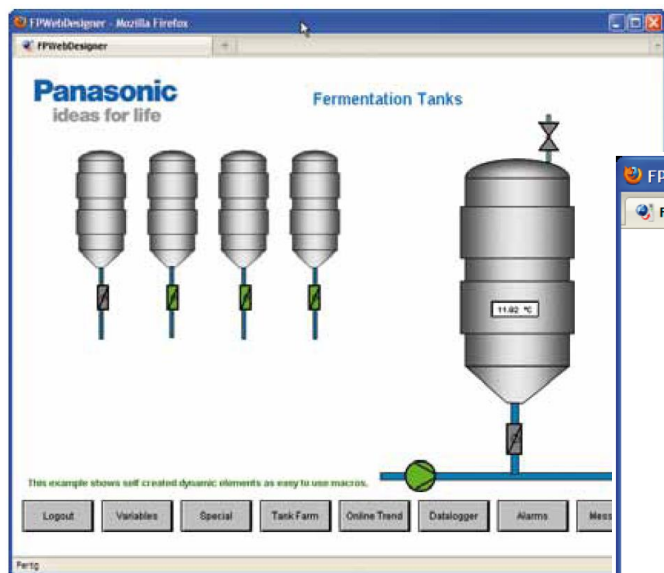 FPWebDesigner - Mozilla Firefox
FPWebDesigner
Panasonic
ideas for life
Fermentation Tanks
11.92 °C
This example shows self created dynamic elements as easy to use macros.
Logout Variables Special Tank Farm Online Trend Datalogger Alarms
Fertig